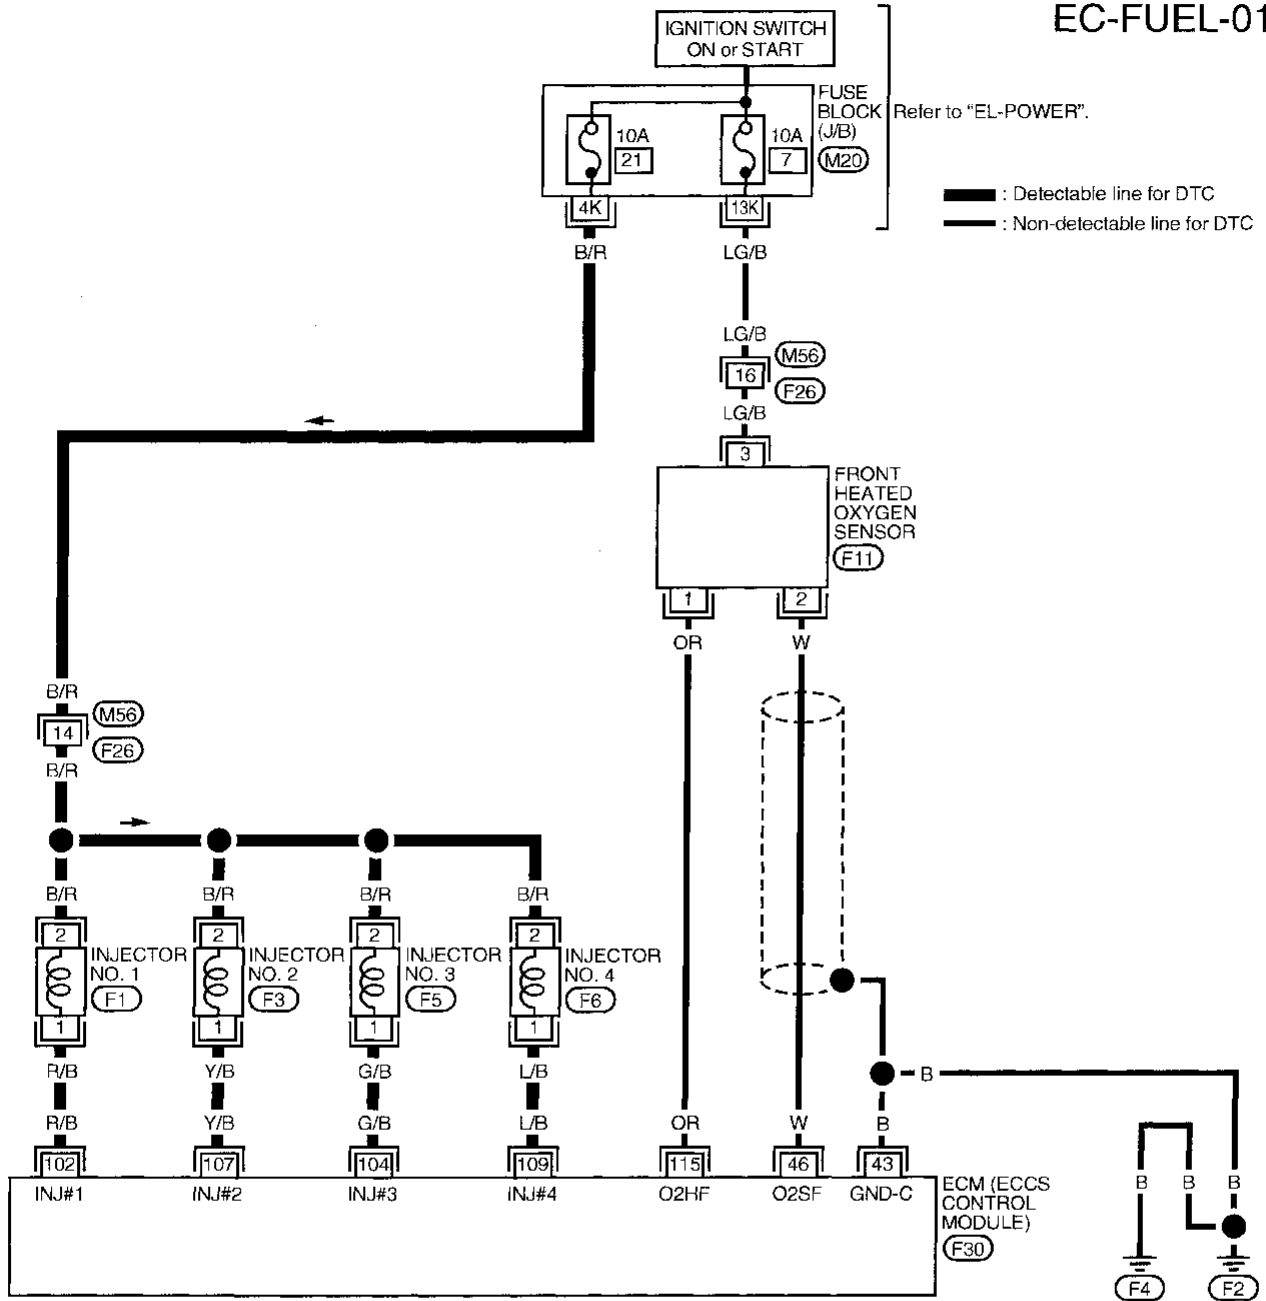 EC-FUEL-01
IGNITION SWITCH
ON or START
FUSE
BLOCK
(J/B)
M20
Refer to "EL-POWER".
10A
21
10A
7
4K
13K
: Detectable line for DTC
: Non-detectable line for DTC
B/R
LG/B
LG/B
16
M56
F26
LG/B
3
FRONT
HEATED
OXYGEN
SENSOR
F11
1
2
OR
W
B/R
14
M56
F26
B/R
B/R
B/R
B/R
B/R
2
2
2
2
INJECTOR
NO. 1
F1
INJECTOR
NO. 2
F3
INJECTOR
NO. 3
F5
INJECTOR
NO. 4
F6
1
1
1
1
R/B
Y/B
G/B
L/B
B
R/B
Y/B
G/B
L/B
OR
W
B
102
107
104
109
115
46
43
INJ#1
INJ#2
INJ#3
INJ#4
O2HF
O2SF
GND-C
ECM (ECCS
CONTROL
MODULE)
F30
B
B
B
F4
F2